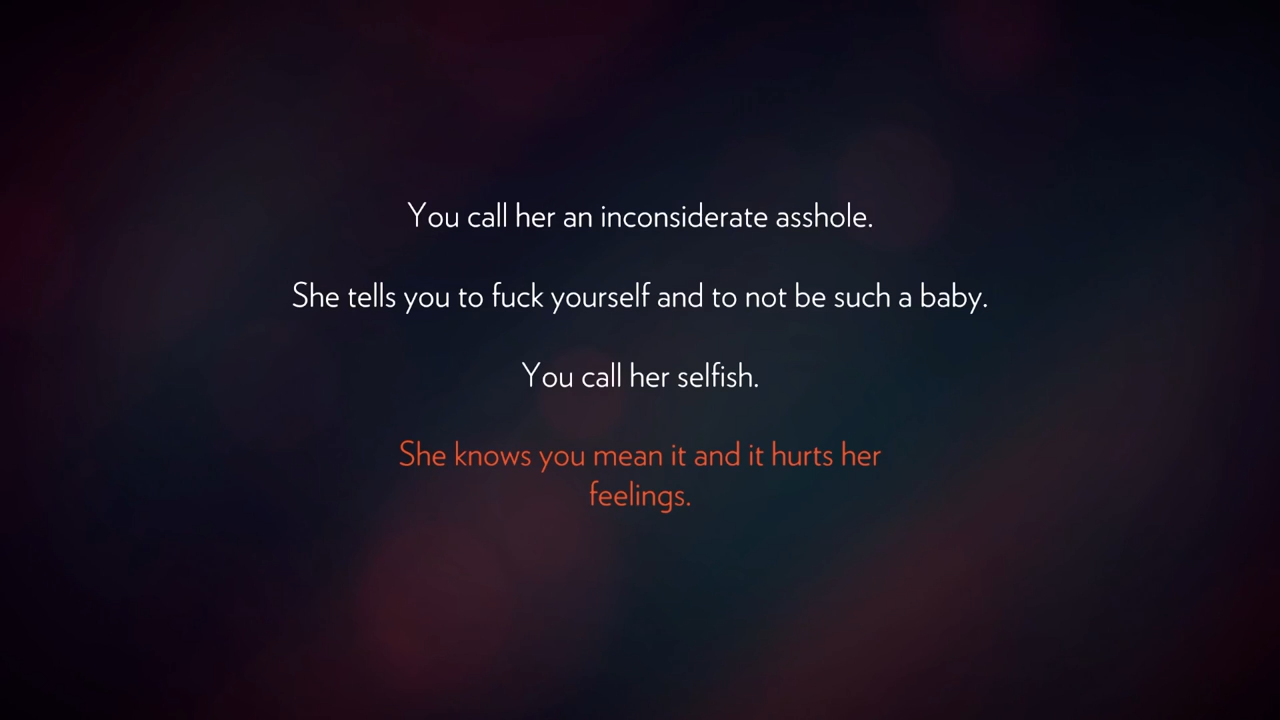 You call her an inconsiderate asshole.
She tells you to fuck yourself and to not be such a baby.
You call her selfish.
She knows you mean it and it hurts her
feelings.